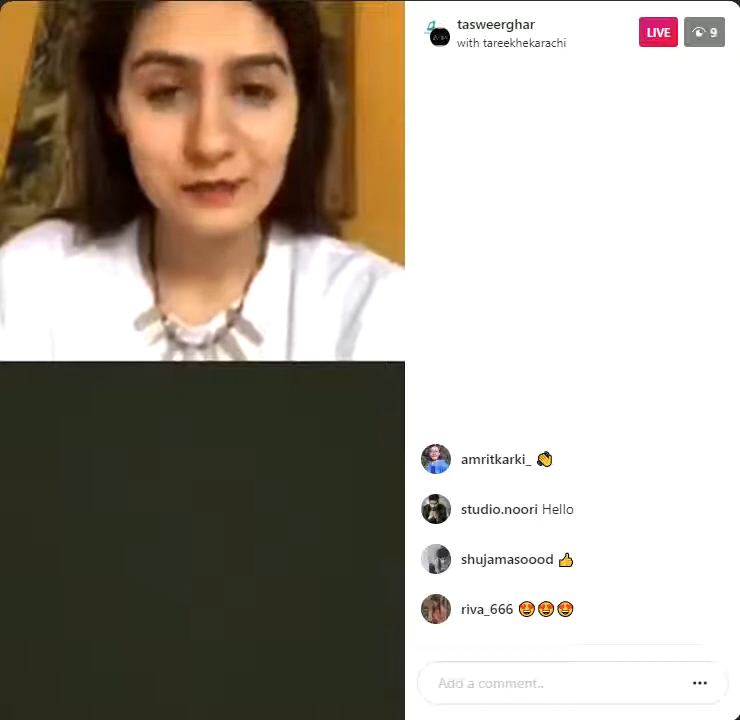 tasweerghar
with tareekhekarachi
LIVE
9
amritkarki_ 👏
studio.noori Hello
shujamasoood 👍
riva_666 😍😍😍
Add a comment..